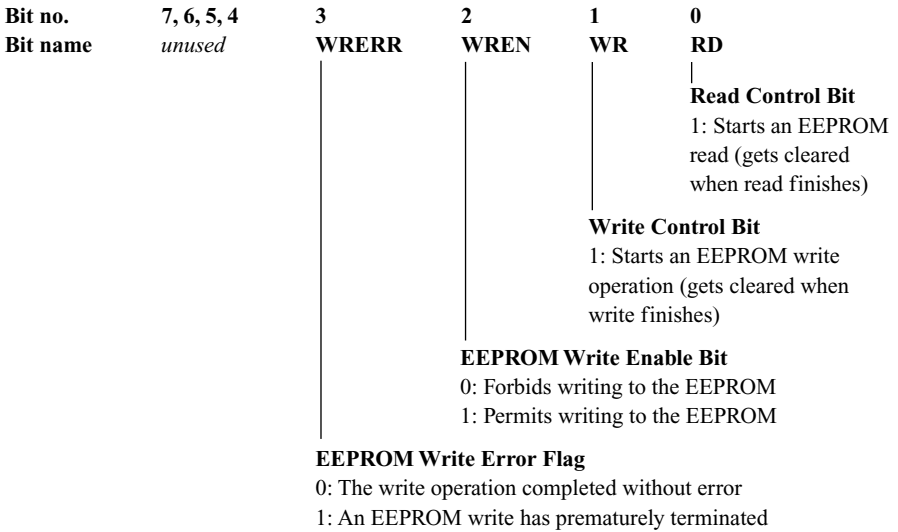 Bit no. 7, 6, 5, 4 3 2 1 0
Bit name unused WRERR WREN WR RD
Read Control Bit
1: Starts an EEPROM
read (gets cleared
when read finishes)
Write Control Bit
1: Starts an EEPROM write
operation (gets cleared when
write finishes)
EEPROM Write Enable Bit
0: Forbids writing to the EEPROM
1: Permits writing to the EEPROM
EEPROM Write Error Flag
0: The write operation completed without error
1: An EEPROM write has prematurely terminated